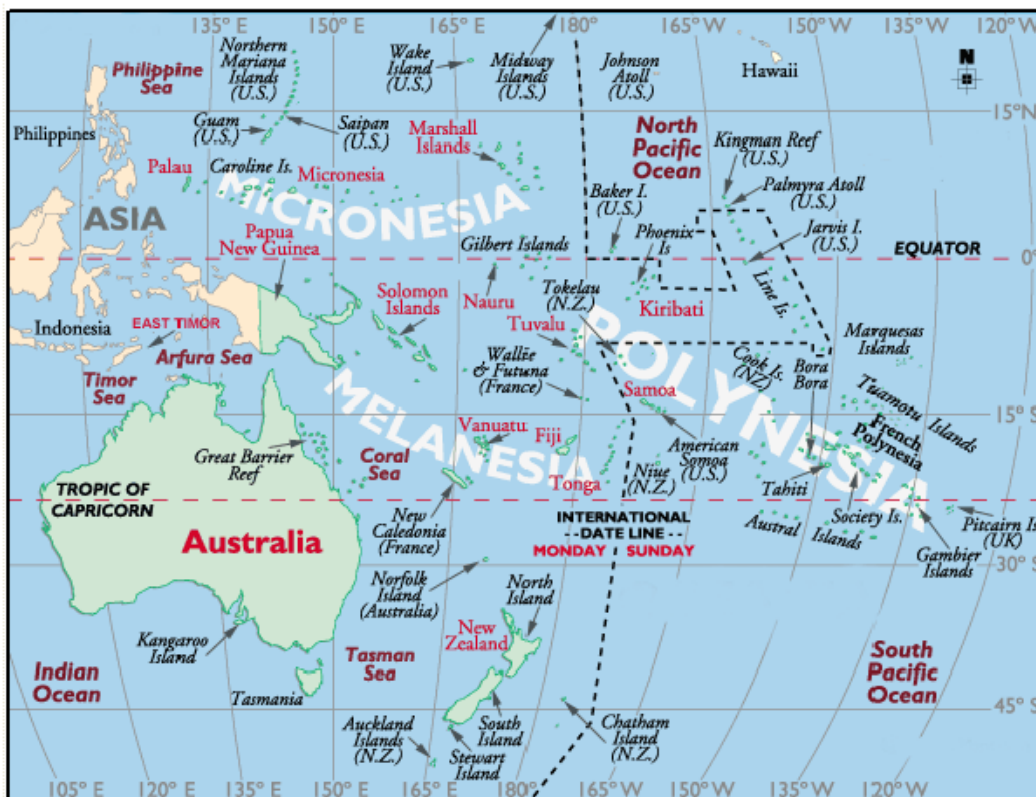 135° E
150° E
165° E
180°
165° W
150° W
135° W
120° W
Northern
Mariana
Islands
(U.S.)
Philippine
Sea
Wake
Island
(U.S.)
Midway
Islands
(U.S.)
Johnson
Atoll
(U.S.)
Hawaii
N
15°N
Philippines
Guam
(U.S.)
Saipan
(U.S.)
Marshall
Islands
North
Pacific
Ocean
Kingman Reef
(U.S.)
Palau
Caroline Is.
Micronesia
MICRONESIA
Baker I.
(U.S.)
Palmyra Atoll
(U.S.)
ASIA
Papua
New Guinea
Gilbert Islands
Phoenix
Is
Jarvis I.
(U.S.)
EQUATOR
0°
Nauru
Tokelau
(N.Z.)
Kiribati
Line Is.
Solomon
Islands
Indonesia
EAST TIMOR
Arfura Sea
Timor
Sea
Tuvalu
POLYNESIA
Marquesas
Islands
Wallie
& Futuna
(France)
Cook Is.
(NZ)
Bora
Bora
Samoa
Tuamotu Islands
MELANESIA
15° S
French
Polynesia
Great Barrier
Reef
Coral
Sea
Vanuatu
Fiji
American
Somoa
(U.S.)
Tonga
Niue
(N.Z.)
Tahiti
TROPIC OF
CAPRICORN
New
Caledonia
(France)
INTERNATIONAL
--DATE LINE--
MONDAY SUNDAY
Austral Islands
Society Is.
Pitcairn Is
(UK)
Gambier
Islands
Australia
Norfolk
Island
(Australia)
30° S
North
Island
Kangaroo
Island
New
Zealand
Indian
Ocean
Tasman
Sea
South
Pacific
Ocean
Tasmania
45° S
Auckland
Islands
(N.Z.)
South
Island
Stewart
Island
Chatham
Island
(N.Z.)
105° E
120° E
135° E
150° E
165° E
180°
165° W
150° W
135° W
120° W